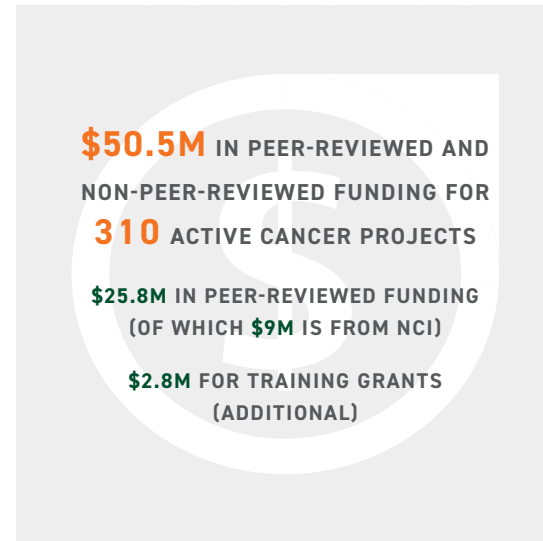 $50.5M IN PEER-REVIEWED AND
NON-PEER-REVIEWED FUNDING FOR
310 ACTIVE CANCER PROJECTS
$25.8M IN PEER-REVIEWED FUNDING
(OF WHICH $9M IS FROM NCI)
$2.8M FOR TRAINING GRANTS
(ADDITIONAL)